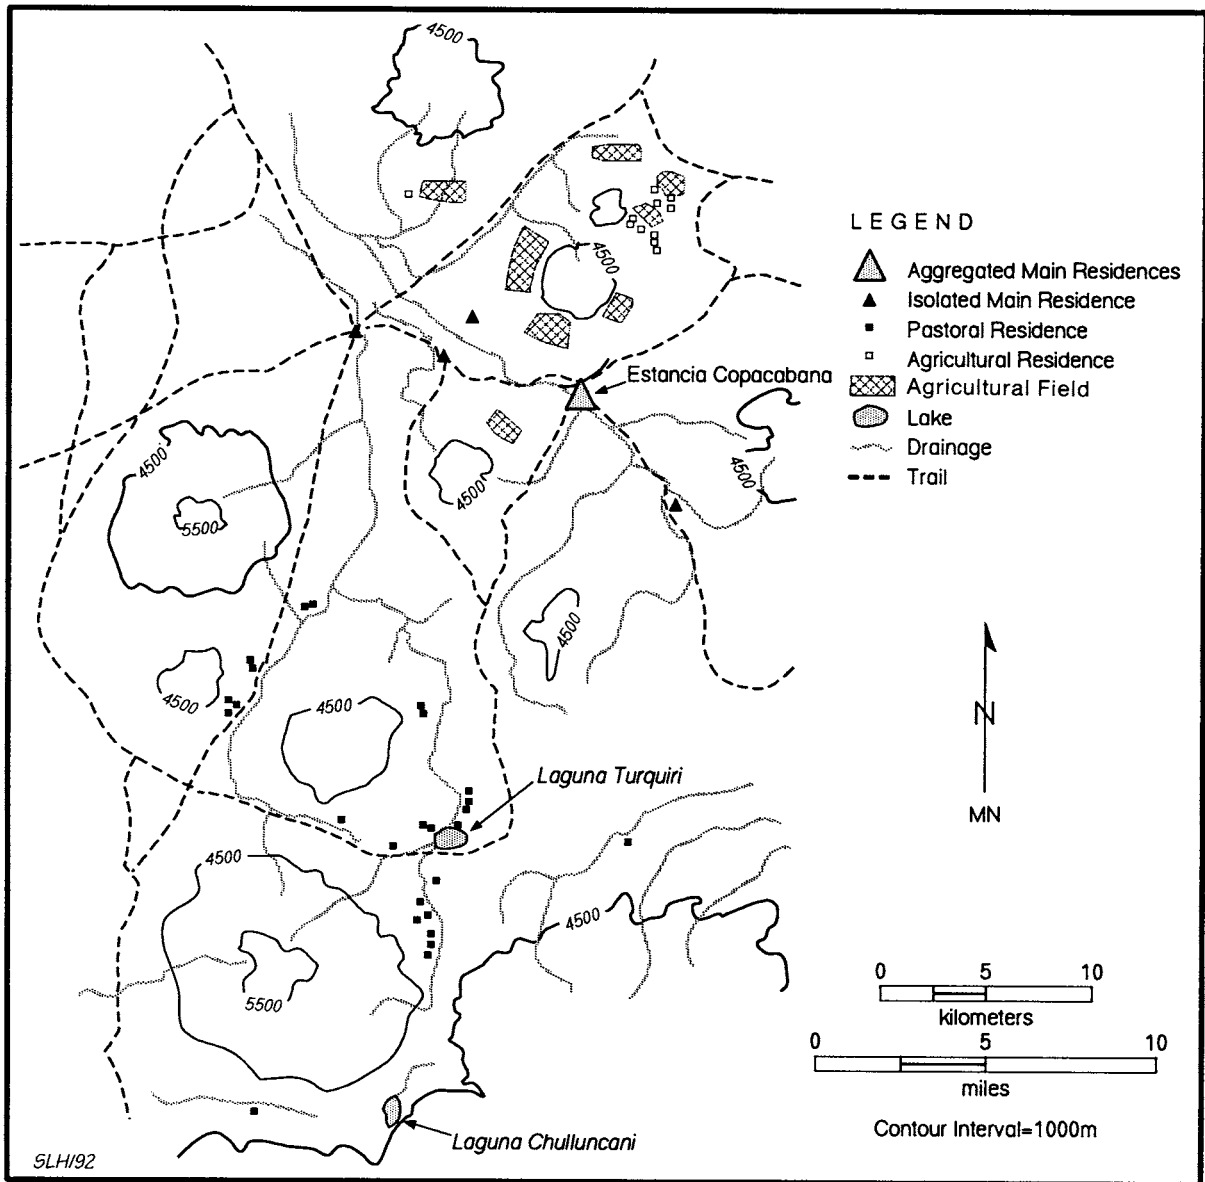 4500
4500
LEGEND
Aggregated Main Residences
Isolated Main Residence
Pastoral Residence
Agricultural Residence
Agricultural Field
Lake
Drainage
Trail
Estancia Copacabana
4500
4500
4500
5500
4500
4500
4500
N
MN
Laguna Turquiri
4500
4500
5500
0 5 10
kilometers
0 5 10
miles
Contour Interval=1000m
Laguna Chulluncani
SLH/92